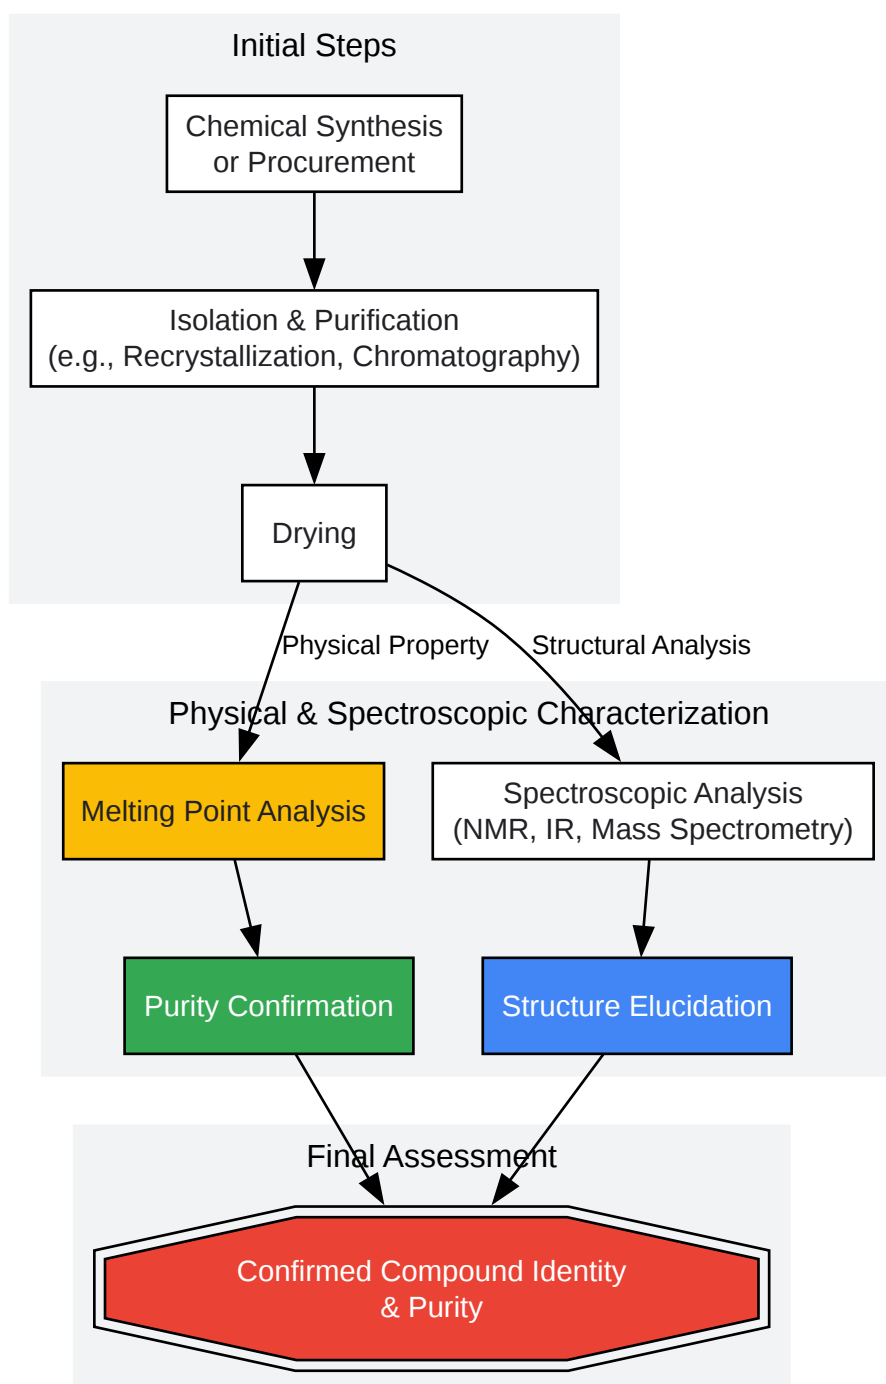 Initial Steps
Chemical Synthesis
or Procurement
Isolation & Purification
(e.g., Recrystallization, Chromatography)
Drying
Physical Property
Structural Analysis
Physical & Spectroscopic Characterization
Melting Point Analysis
Spectroscopic Analysis
(NMR, IR, Mass Spectrometry)
Purity Confirmation
Structure Elucidation
Final Assessment
Confirmed Compound Identity
& Purity